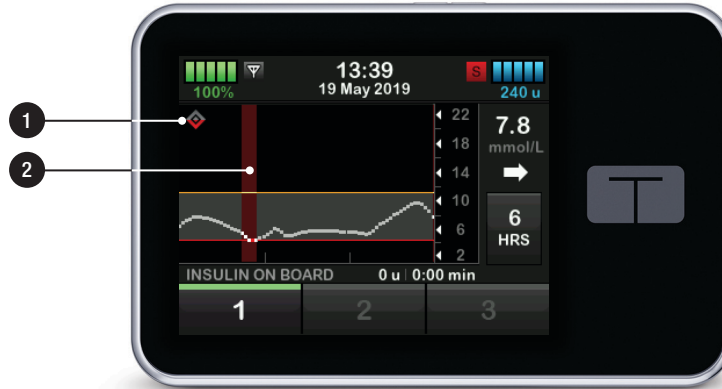 13:39
S
100%
19 May 2019
240 u
1
2
22
18
14
10
6
2
7.8
mmol/L
6
HRS
INSULIN ON BOARD 0 u | 0:00 min
1 2 3